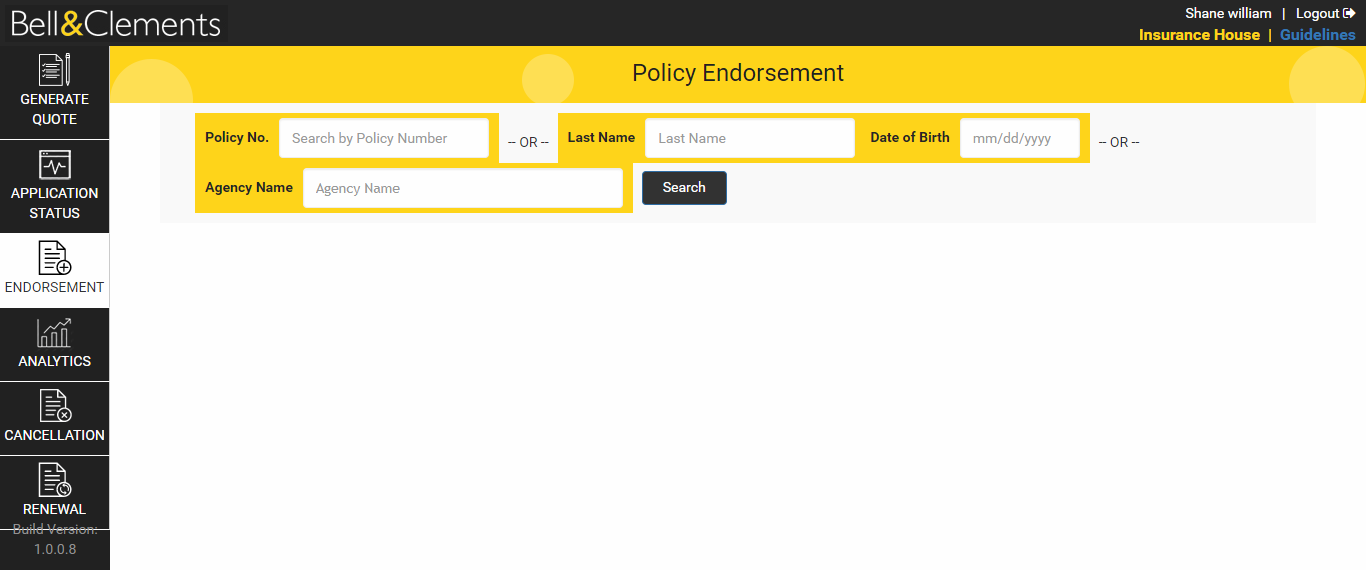 Bell&Clements
Shane william | Logout
Insurance House | Guidelines
GENERATE
QUOTE
APPLICATION
STATUS
ENDORSEMENT
ANALYTICS
CANCELLATION
RENEWAL
Build Version:
1.0.0.8
Policy Endorsement
Policy No. Search by Policy Number -- OR -- Last Name Last Name Date of Birth mm/dd/yyyy -- OR --
Agency Name Agency Name Search